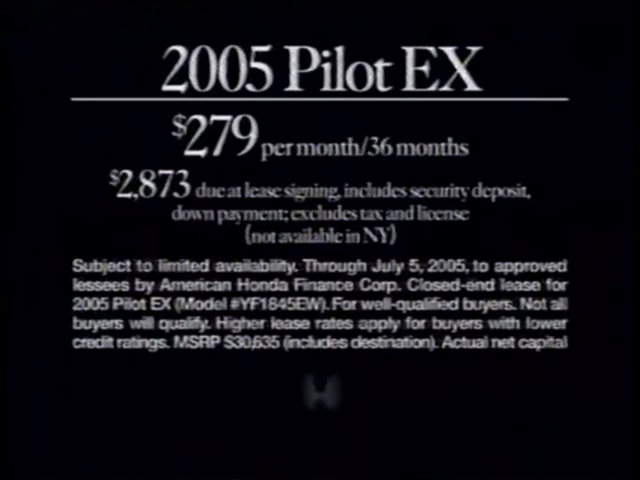 2005 Pilot EX
$279 per month/36 months
$2,873 due at lease signing, includes security deposit,
down payment; excludes tax and license
(not available in NY)
Subject to limited availability. Through July 5, 2005, to approved
lessees by American Honda Finance Corp. Closed-end lease for
2005 Pilot EX (Model #YF1845EW). For well-qualified buyers. Not all
buyers will qualify. Higher lease rates apply for buyers with lower
credit ratings. MSRP $30,635 (includes destination). Actual net capital